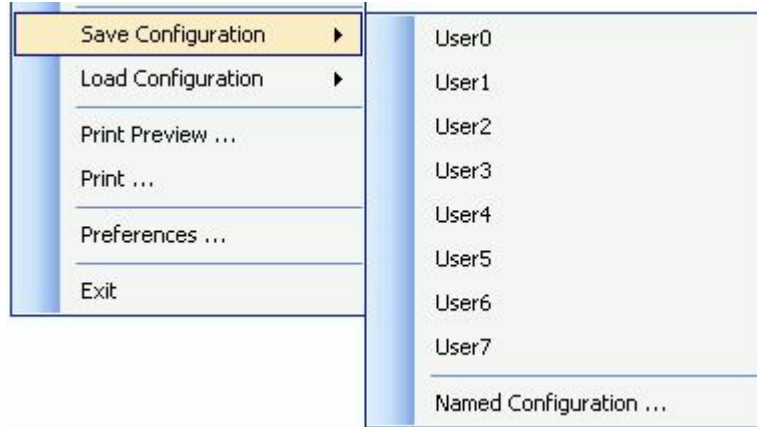 Save Configuration
Load Configuration
Print Preview ...
Print ...
Preferences ...
Exit
User0
User1
User2
User3
User4
User5
User6
User7
Named Configuration ...